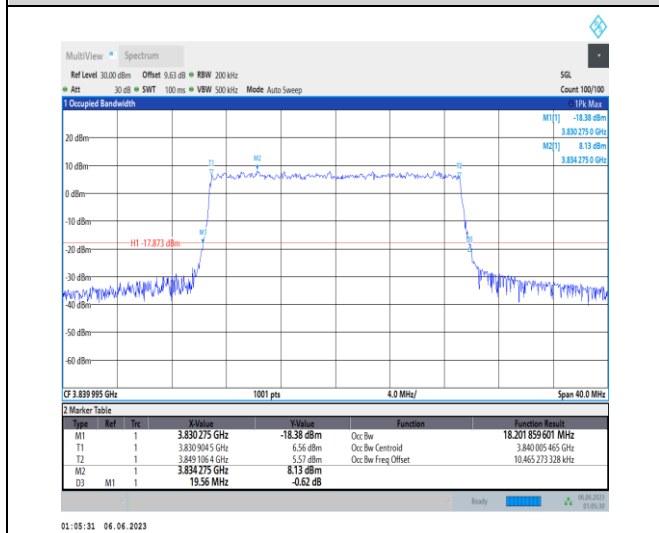 MultiView Spectrum
Ref Level 30.00 dBm Offset 9.63 dB RBW 200 kHz SGL
Att 30 dB SWT 100 ms VBW 500 kHz Mode Auto Sweep Count 100/100
1 Occupied Bandwidth 1Pk Max
M1[1] -18.38 dBm
3.830 275 0 GHz
M2[1] 8.13 dBm
3.834 275 0 GHz
20 dBm
10 dBm
T1 M2 T2
0 dBm
-10 dBm
M1
H1 -17.873 dBm
-20 dBm
-30 dBm
-40 dBm
-50 dBm
-60 dBm
CF 3.839 995 GHz 1001 pts 4.0 MHz/ Span 40.0 MHz
2 Marker Table
Type Ref Trc X-Value Y-Value Function Function Result
M1 1 3.830 275 GHz -18.38 dBm Occ Bw 18.201 859 601 MHz
T1 1 3.830 904 5 GHz 6.56 dBm Occ Bw Centroid 3.840 005 465 GHz
T2 1 3.849 106 4 GHz 5.57 dBm Occ Bw Freq Offset 10.465 273 328 kHz
M2 1 3.834 275 GHz 8.13 dBm
D3 M1 1 19.56 MHz -0.62 dB
Ready 06.06.2023
01:05:30
01:05:31 06.06.2023